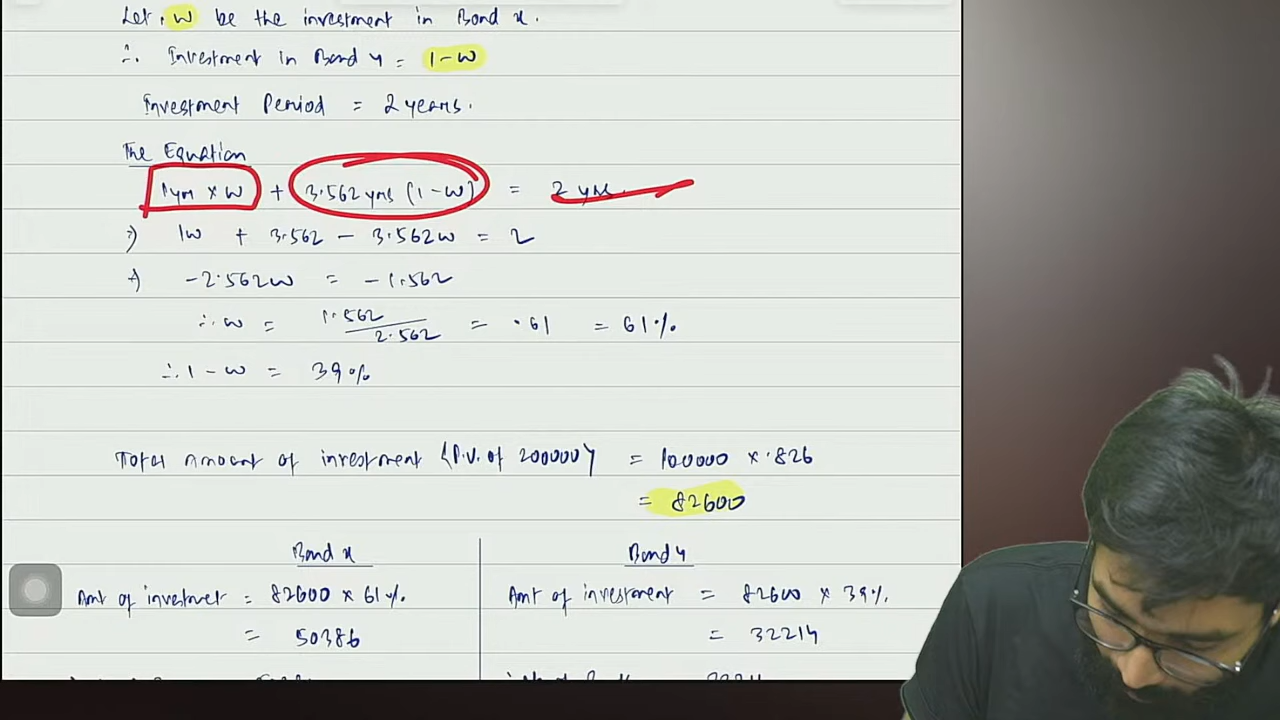 Let, w be the investment in Bond x.
∴ Investment in Bond y = 1-w
Investment Period = 2 years.
The Equation
1yr × w + 3.562 yrs (1-w) = 2 yrs.
⇒ 1w + 3.562 - 3.562w = 2
⇒ -2.562w = -1.562
∴ w = 1.562 / 2.562 = .61 = 61%
∴ 1-w = 39%
Total Amount of investment (P.V. of 200000) = 100000 × .826
= 82600
Bond x
Amt of investmet = 82600 × 61%.
= 50386
Bond y
Amt of investment = 82600 × 39%.
= 32214